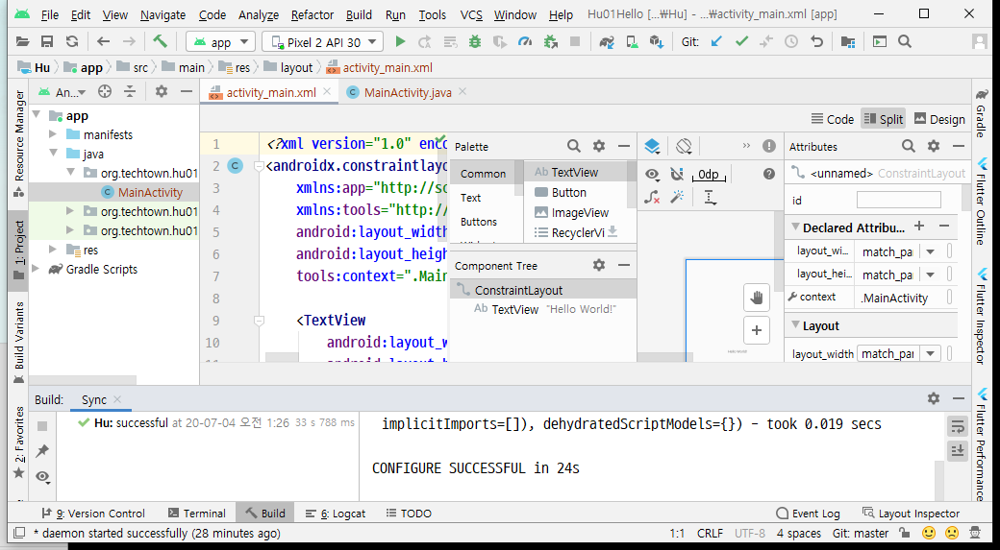 File Edit View Navigate Code Analyze Refactor Build Run Tools VCS Window Help Hu01Hello [...₩Hu] - ...₩activity_main.xml [app]
app Pixel 2 API 30 Git:
Hu app src main res layout activity_main.xml
An... activity_main.xml MainActivity.java
Code Split Design
Resource Manager
1: Project
Build Variants
2: Favorites
app
manifests
java
org.techtown.hu01
MainActivity
org.techtown.hu01
org.techtown.hu01
res
Gradle Scripts
1 <?xml version="1.0" enco
2 <androidx.constraintlayo
3 xmlns:app="http://sc
4 xmlns:tools="http://
5 android:layout_width
6 android:layout_heigh
7 tools:context=".Main
8
9 <TextView
10 android:layout_w
Palette
Common
Text
Buttons
Ab TextView
Button
ImageView
RecyclerVi
Component Tree
ConstraintLayout
Ab TextView "Hello World!"
0dp
Attributes
<unnamed> ConstraintLayout
id
Declared Attribu...
layout_wi... match_pa
layout_hei... match_pa
context .MainActivity
Layout
layout_width match_pa
Gradle
Flutter Outline
Flutter Inspector
Flutter Performance
Build: Sync
Hu: successful at 20-07-04 오전 1:26 33 s 788 ms
implicitImports=[]), dehydratedScriptModels={}) - took 0.019 secs
CONFIGURE SUCCESSFUL in 24s
9: Version Control Terminal Build 6: Logcat TODO Event Log Layout Inspector
* daemon started successfully (28 minutes ago) 1:1 CRLF UTF-8 4 spaces Git: master